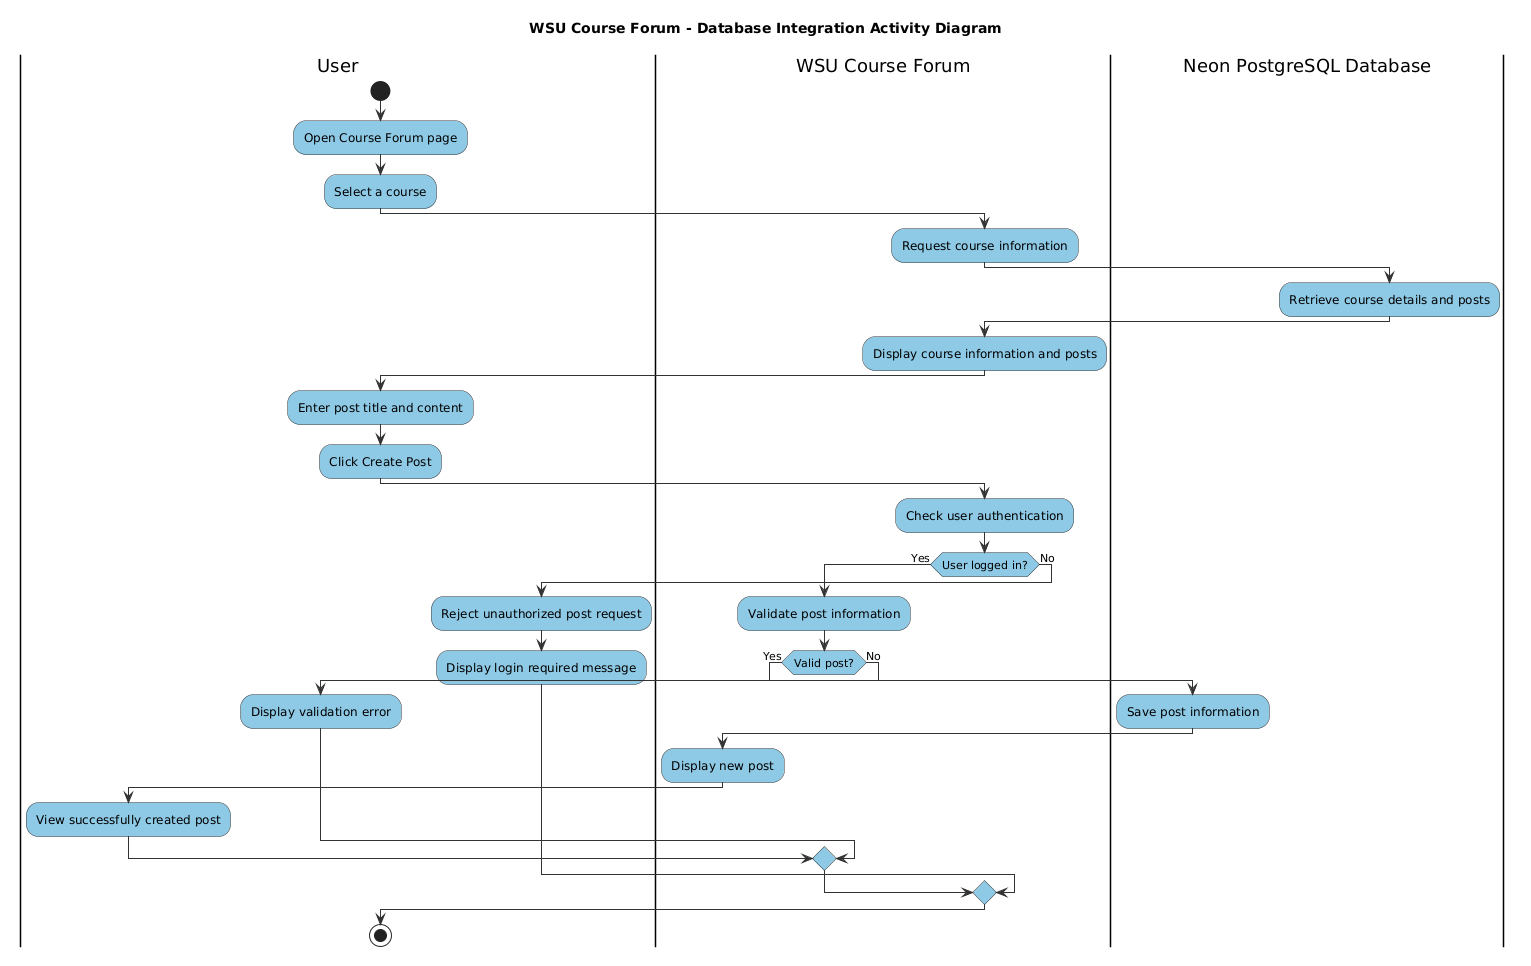 WSU Course Forum - Database Integration Activity Diagram
User
WSU Course Forum
Neon PostgreSQL Database
Open Course Forum page
Select a course
Request course information
Retrieve course details and posts
Display course information and posts
Enter post title and content
Click Create Post
Check user authentication
Yes
User logged in?
No
Reject unauthorized post request
Validate post information
Display login required message
Yes
Valid post?
No
Display validation error
Save post information
Display new post
View successfully created post